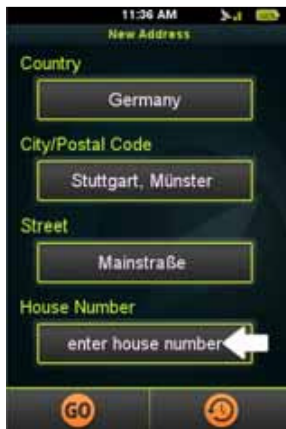 11:36 AM
New Address
Country
Germany
City/Postal Code
Stuttgart, Münster
Street
Mainstraße
House Number
enter house number
GO